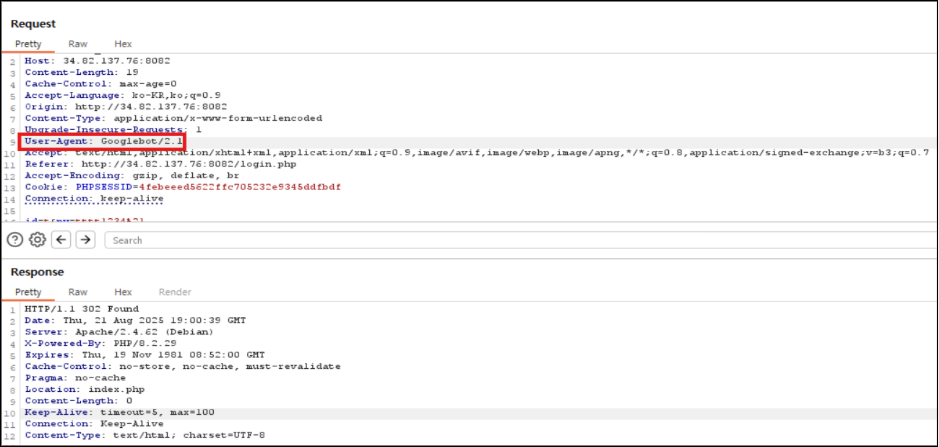 Request
Pretty Raw Hex
2 Host: 34.82.137.76:8082
3 Content-Length: 19
4 Cache-Control: max-age=0
5 Accept-Language: ko-KR,ko;q=0.9
6 Origin: http://34.82.137.76:8082
7 Content-Type: application/x-www-form-urlencoded
8 Upgrade-Insecure-Requests: 1
9 User-Agent: Googlebot/2.1
10 Accept: text/html,application/xhtml+xml,application/xml;q=0.9,image/avif,image/webp,image/apng,*/*;q=0.8,application/signed-exchange;v=b3;q=0.7
11 Referer: http://34.82.137.76:8082/login.php
12 Accept-Encoding: gzip, deflate, br
13 Cookie: PHPSESSID=4febeeed5622ffc705232e9345ddfbdf
14 Connection: keep-alive
15
Search
Response
Pretty Raw Hex Render
1 HTTP/1.1 302 Found
2 Date: Thu, 21 Aug 2025 19:00:39 GMT
3 Server: Apache/2.4.62 (Debian)
4 X-Powered-By: PHP/8.2.29
5 Expires: Thu, 19 Nov 1981 08:52:00 GMT
6 Cache-Control: no-store, no-cache, must-revalidate
7 Pragma: no-cache
8 Location: index.php
9 Content-Length: 0
10 Keep-Alive: timeout=5, max=100
11 Connection: Keep-Alive
12 Content-Type: text/html; charset=UTF-8